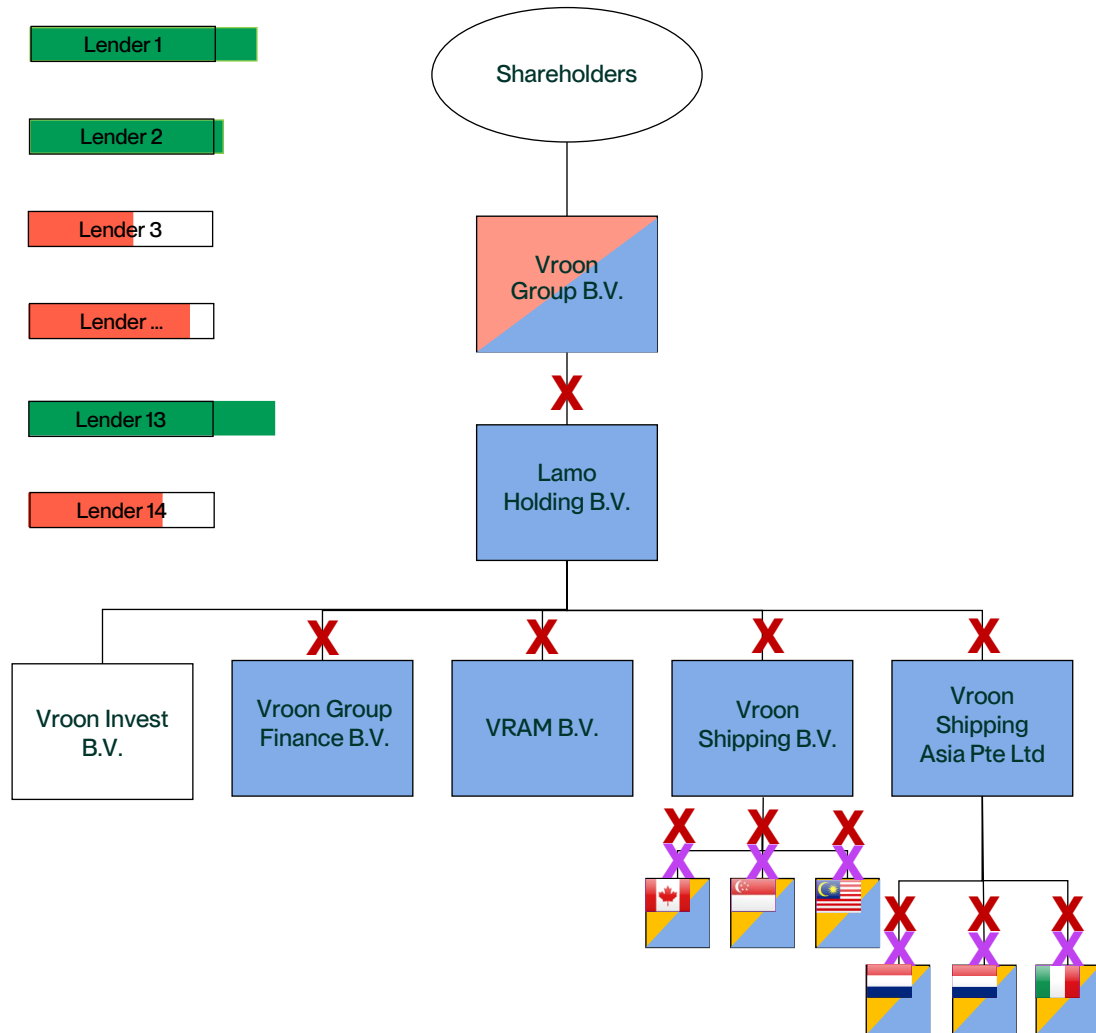 Lender 1
Lender 2
Lender 3
Lender ...
Lender 13
Lender 14
Shareholders
Vroon
Group B.V.
X
Lamo
Holding B.V.
X
X
X
X
Vroon Invest
B.V.
Vroon Group
Finance B.V.
VRAM B.V.
Vroon
Shipping B.V.
Vroon
Shipping
Asia Pte Ltd
X
X
X
X
X
X
X
X
X
X
X
X